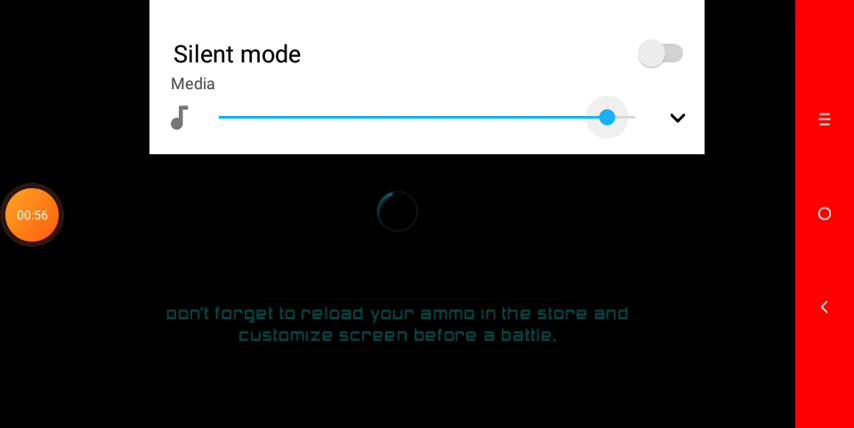 Silent mode
Media
00:56
Don't forget to reload your ammo in the store and
customize screen before a battle.